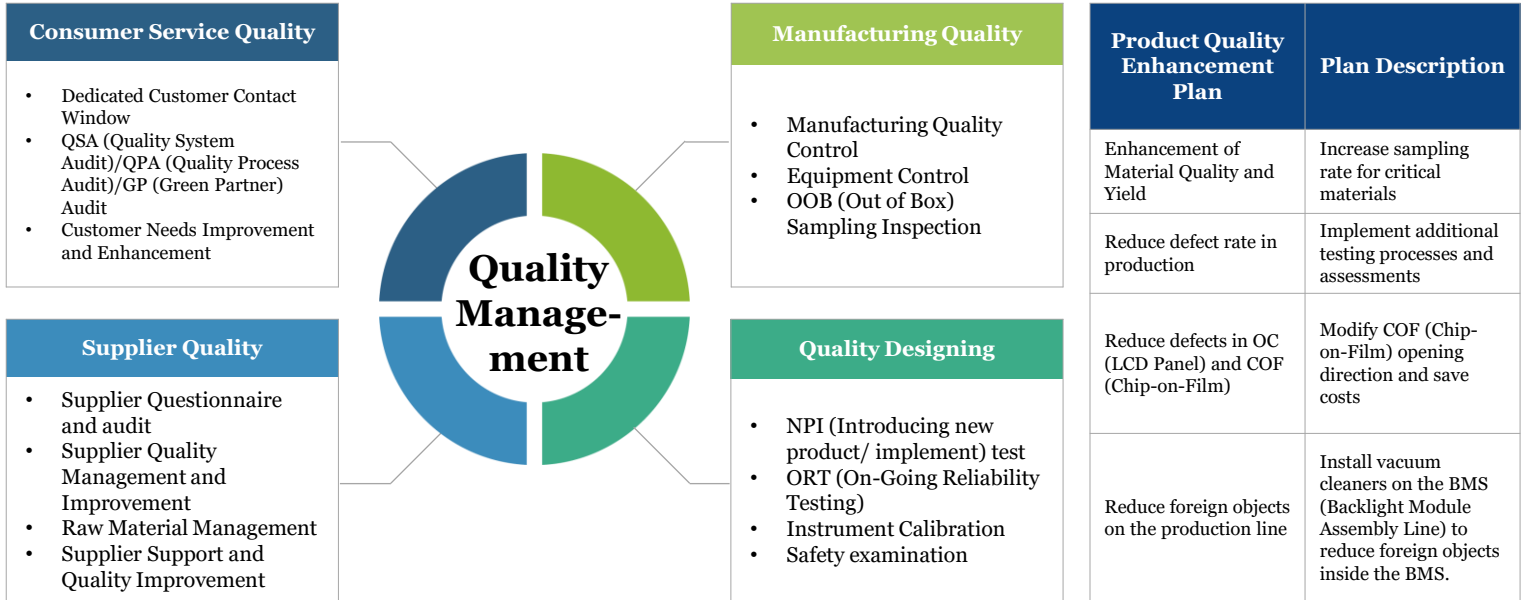 Consumer Service Quality
• Dedicated Customer Contact
Window
• QSA (Quality System
Audit)/QPA (Quality Process
Audit)/GP (Green Partner)
Audit
• Customer Needs Improvement
and Enhancement
Manufacturing Quality
• Manufacturing Quality
Control
• Equipment Control
• OOB (Out of Box)
Sampling Inspection
Quality
Manage-
ment
Supplier Quality
• Supplier Questionnaire
and audit
• Supplier Quality
Management and
Improvement
• Raw Material Management
• Supplier Support and
Quality Improvement
Quality Designing
• NPI (Introducing new
product/ implement) test
• ORT (On-Going Reliability
Testing)
• Instrument Calibration
• Safety examination
Product Quality
Enhancement
Plan
Plan Description
Enhancement of
Material Quality and
Yield
Increase sampling
rate for critical
materials
Reduce defect rate in
production
Implement additional
testing processes and
assessments
Reduce defects in OC
(LCD Panel) and COF
(Chip-on-Film)
Modify COF (Chip-
on-Film) opening
direction and save
costs
Reduce foreign objects
on the production line
Install vacuum
cleaners on the BMS
(Backlight Module
Assembly Line) to
reduce foreign objects
inside the BMS.